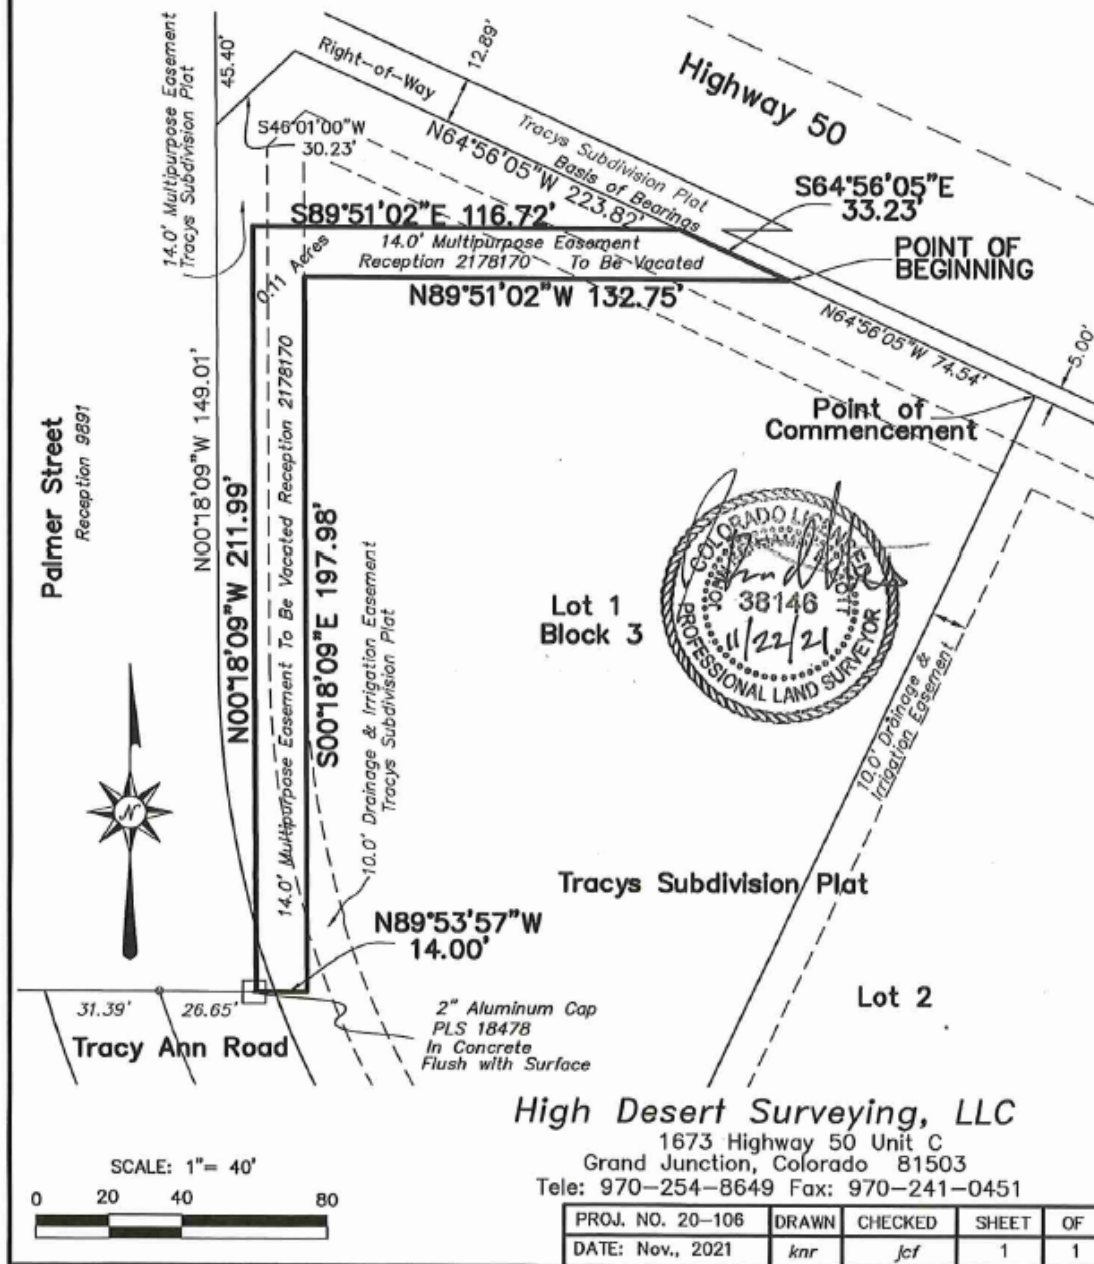 14.0' Multipurpose Easement
Tracys Subdivision Plat
45.40'
Right-of-Way
12.89'
Highway 50
S46°01'00"W
30.23'
N64°56'05"W 223.82'
Tracys Subdivision Plat
Basis of Bearings
S64°56'05"E
33.23'
S89°51'02"E 116.72'
14.0' Multipurpose Easement
Reception 2178170 To Be Vacated
POINT OF
BEGINNING
14.0' Multipurpose Easement
Tracys Subdivision Plat
0.11 Acres
N89°51'02"W 132.75'
N64°56'05"W 74.54'
5.00'
Point of
Commencement
Palmer Street
Reception 9891
N00°18'09"W 149.01'
N00°18'09"W 211.99'
14.0' Multipurpose Easement To Be Vacated Reception 2178170
S00°18'09"E 197.98'
10.0' Drainage & Irrigation Easement
Tracys Subdivision Plat
Lot 1
Block 3
COLORADO LICENSED
38146
11/22/21
PROFESSIONAL LAND SURVEYOR
10.0' Drainage &
Irrigation Easement
N
Tracys Subdivision Plat
N89°53'57"W
14.00'
Lot 2
31.39'
26.65'
Tracy Ann Road
2" Aluminum Cap
PLS 18478
In Concrete
Flush with Surface
High Desert Surveying, LLC
1673 Highway 50 Unit C
Grand Junction, Colorado 81503
Tele: 970-254-8649 Fax: 970-241-0451
SCALE: 1"= 40'
0 20 40 80
PROJ. NO. 20-106 DRAWN CHECKED SHEET OF
DATE: Nov., 2021 knr jcf 1 1